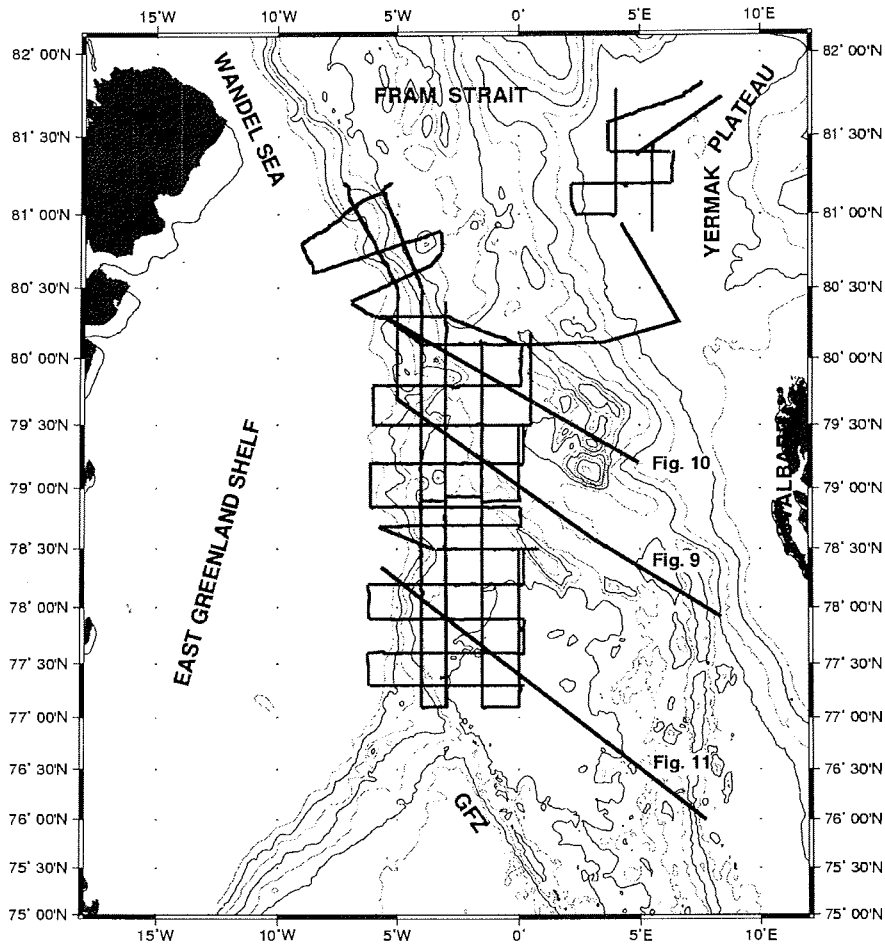 15˚W 10˚W 5˚W 0˚ 5˚E 10˚E
82˚ 00'N 82˚ 00'N
WANDEL SEA
FRAM STRAIT
YERMAK PLATEAU
81˚ 30'N 81˚ 30'N
81˚ 00'N 81˚ 00'N
80˚ 30'N 80˚ 30'N
80˚ 00'N 80˚ 00'N
79˚ 30'N 79˚ 30'N
Fig. 10
79˚ 00'N 79˚ 00'N
EAST GREENLAND SHELF
78˚ 30'N 78˚ 30'N
Fig. 9
78˚ 00'N 78˚ 00'N
77˚ 30'N 77˚ 30'N
77˚ 00'N 77˚ 00'N
Fig. 11
76˚ 30'N 76˚ 30'N
GFZ
76˚ 00'N 76˚ 00'N
75˚ 30'N 75˚ 30'N
75˚ 00'N 75˚ 00'N
15˚W 10˚W 5˚W 0˚ 5˚E 10˚E